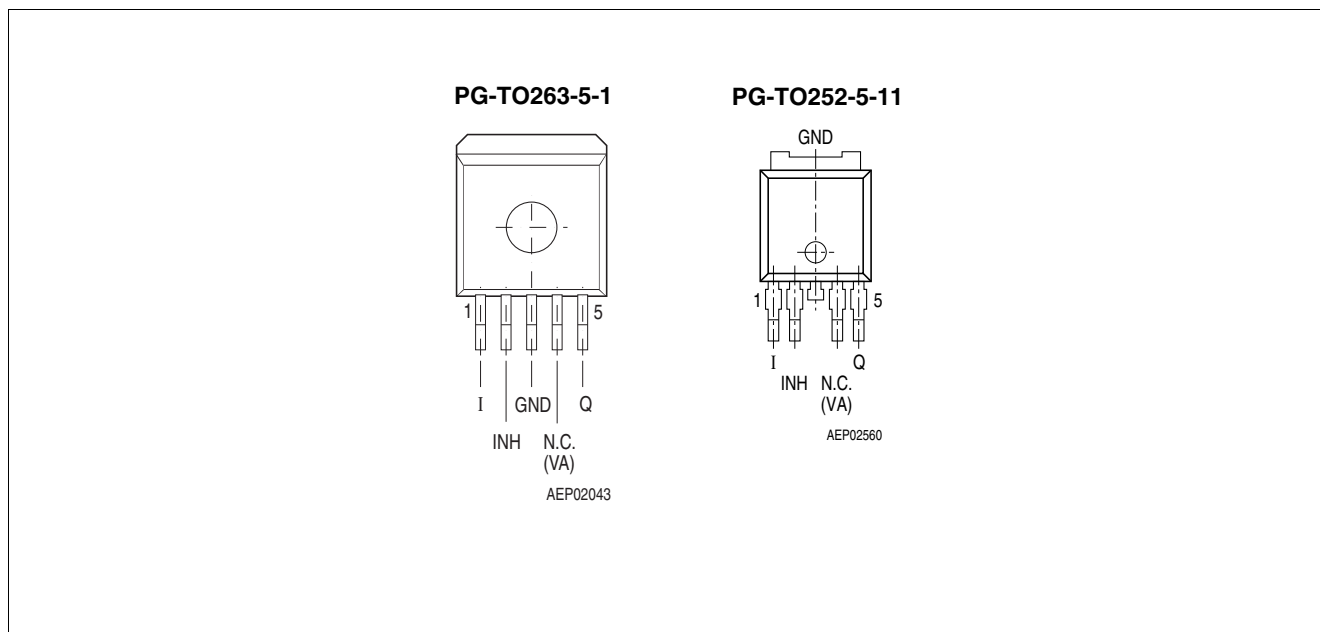 PG-TO263-5-1
1 5
I GND Q
INH N.C.
(VA)
AEP02043
PG-TO252-5-11
GND
1 5
I Q
INH N.C.
(VA)
AEP02560